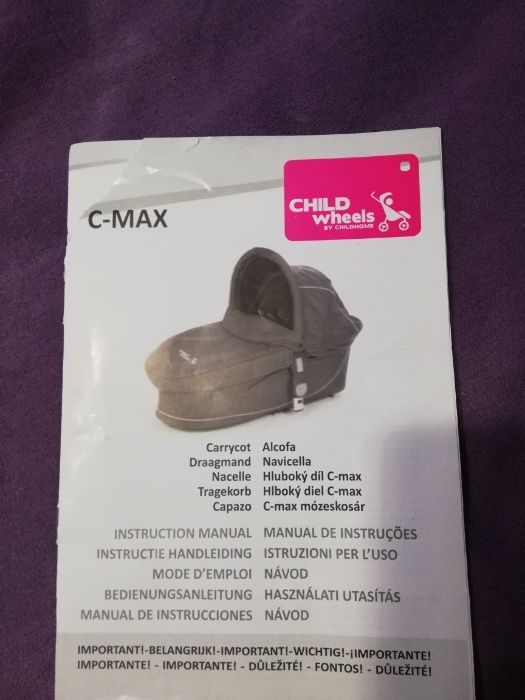 C-MAX
CHILD
wheels
BY CHILDHOME
Carrycot Alcofa
Draagmand Navicella
Nacelle Hluboký díl C-max
Tragekorb Hlboký diel C-max
Capazo C-max mózeskosár
INSTRUCTION MANUAL MANUAL DE INSTRUÇÕES
INSTRUCTIE HANDLEIDING ISTRUZIONI PER L'USO
MODE D'EMPLOI NÁVOD
BEDIENUNGSANLEITUNG HASZNÁLATI UTASÍTÁS
MANUAL DE INSTRUCCIONES NÁVOD
IMPORTANT!-BELANGRIJK!-IMPORTANT!-WICHTIG!-¡IMPORTANTE!
IMPORTANTE! - IMPORTANTE! - DŮLEŽITÉ! - FONTOS! - DŮLEŽITÉ!